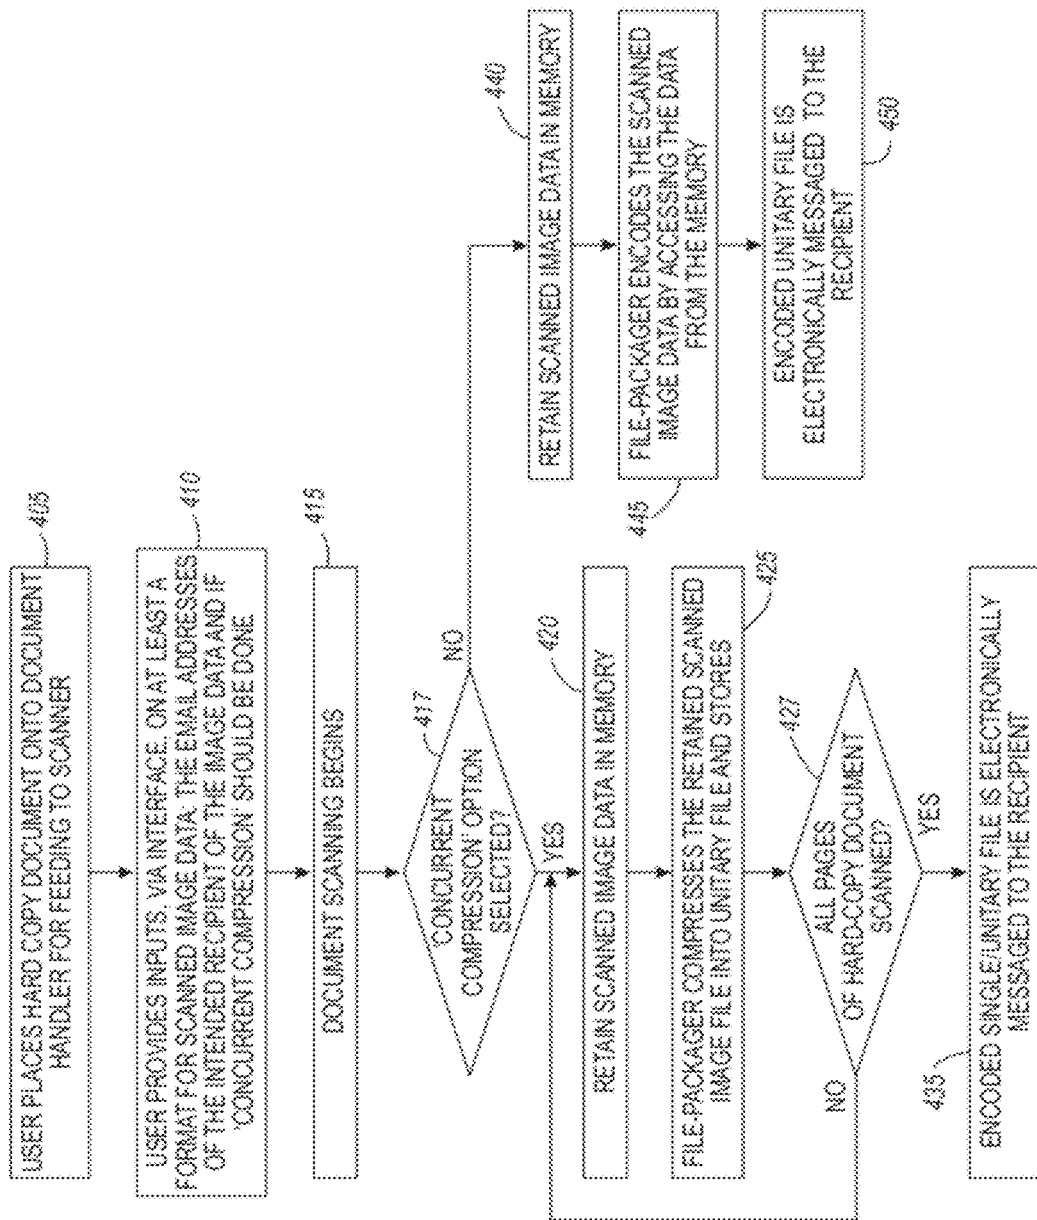 405
USER PLACES HARD COPY DOCUMENT ONTO DOCUMENT
HANDLER FOR FEEDING TO SCANNER
410
USER PROVIDES INPUTS, VIA INTERFACE, ON AT LEAST A
FORMAT FOR SCANNED IMAGE DATA; THE EMAIL ADDRESSES
OF THE INTENDED RECIPIENT OF THE IMAGE DATA AND IF
'CONCURRENT COMPRESSION' SHOULD BE DONE
415
DOCUMENT SCANNING BEGINS
417
'CONCURRENT
COMPRESSION' OPTION
SELECTED?
NO
YES
420
RETAIN SCANNED IMAGE DATA IN MEMORY
425
FILE-PACKAGER COMPRESSES THE RETAINED SCANNED
IMAGE FILE INTO UNITARY FILE AND STORES
427
ALL PAGES
OF HARD-COPY DOCUMENT
SCANNED?
NO
YES
435
ENCODED SINGLE/UNITARY FILE IS ELECTRONICALLY
MESSAGED TO THE RECIPIENT
440
RETAIN SCANNED IMAGE DATA IN MEMORY
445
FILE-PACKAGER ENCODES THE SCANNED
IMAGE DATA BY ACCESSING THE DATA
FROM THE MEMORY
450
ENCODED UNITARY FILE IS
ELECTRONICALLY MESSAGED TO THE
RECIPIENT